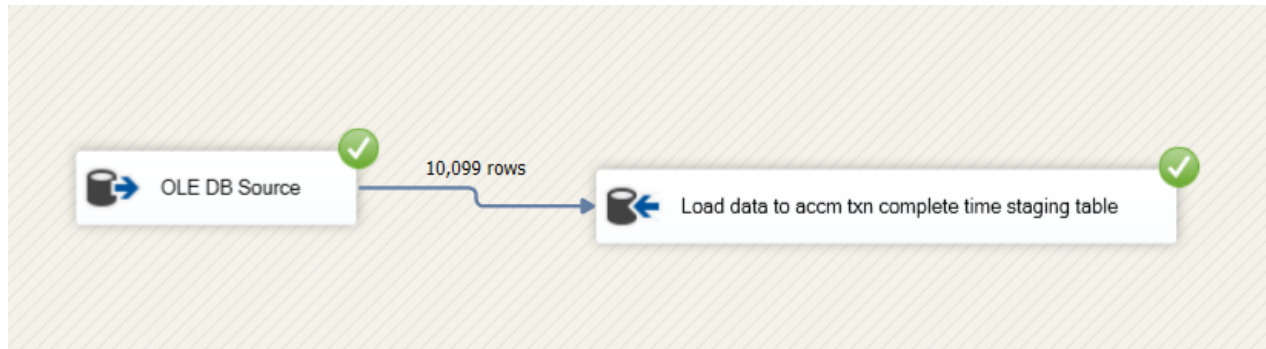 10,099 rows
OLE DB Source
Load data to accm txn complete time staging table